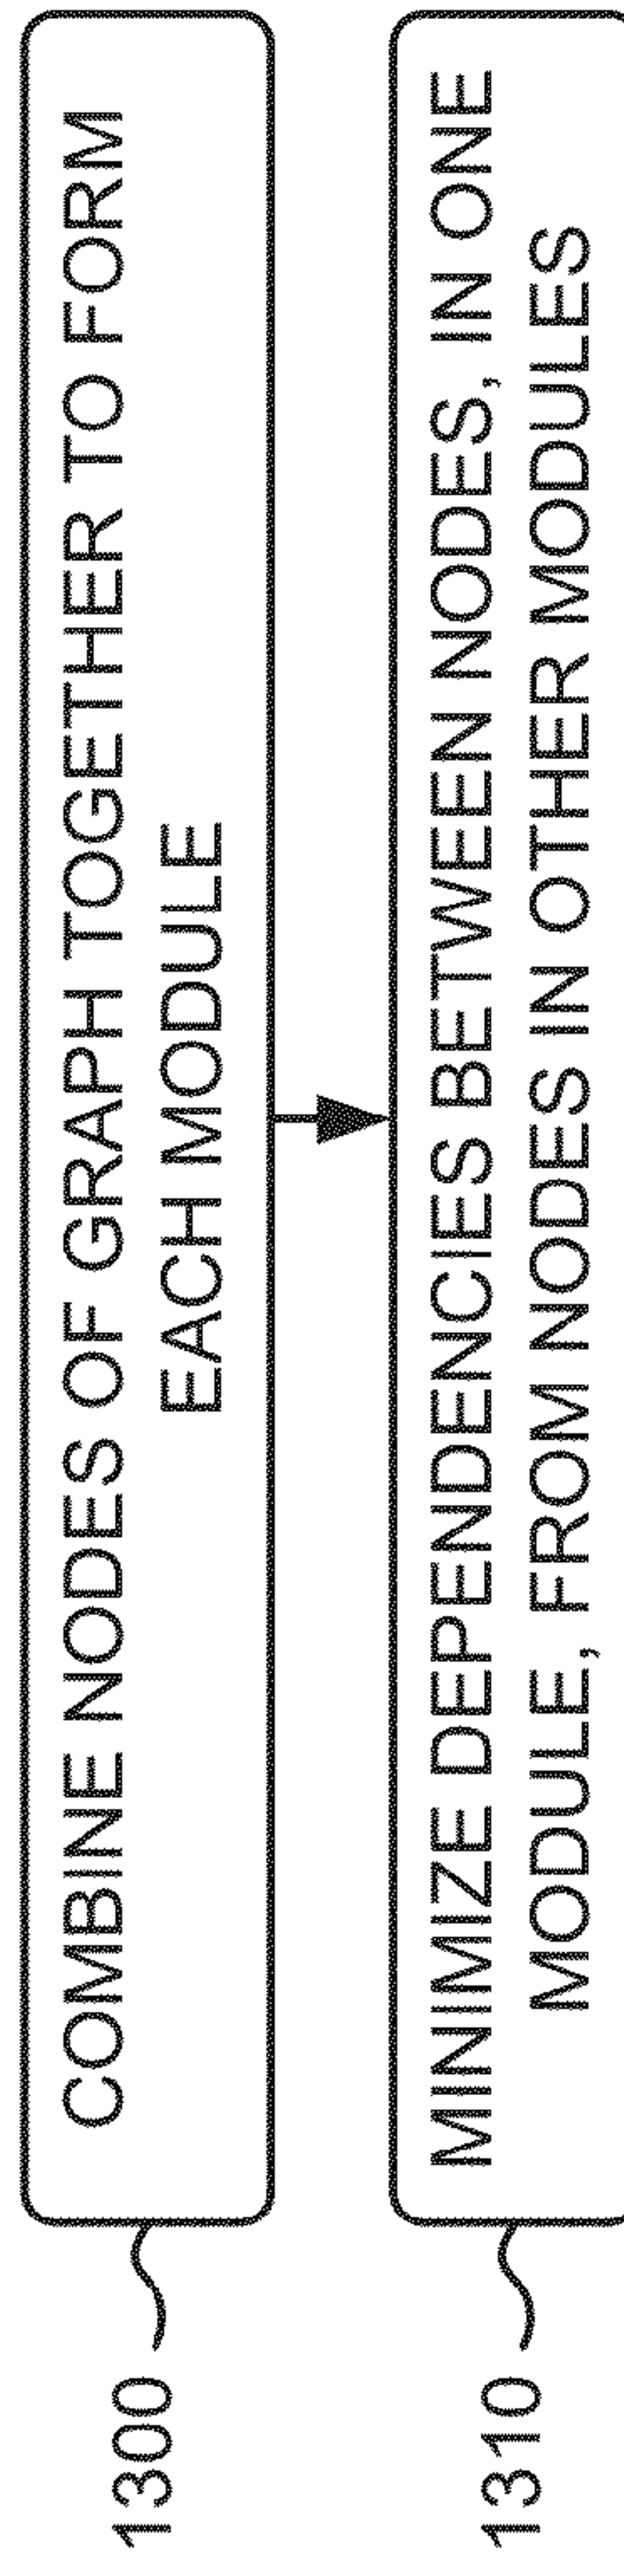 1300
COMBINE NODES OF GRAPH TOGETHER TO FORM
EACH MODULE
1310
MINIMIZE DEPENDENCIES BETWEEN NODES, IN ONE
MODULE, FROM NODES IN OTHER MODULES